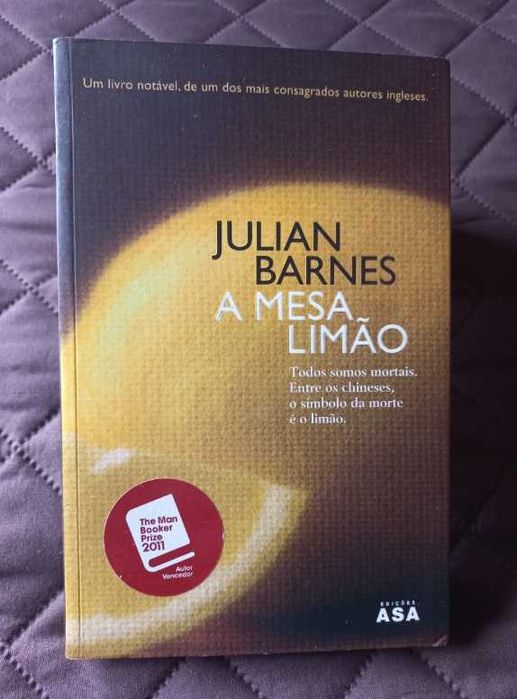 Um livro notável, de um dos mais consagrados autores ingleses.
JULIAN
BARNES
A MESA
LIMÃO
Todos somos mortais.
Entre os chineses,
o símbolo da morte
é o limão.
The Man
Booker
Prize
2011
Autor
Vencedor
EDIÇÕES
ASA